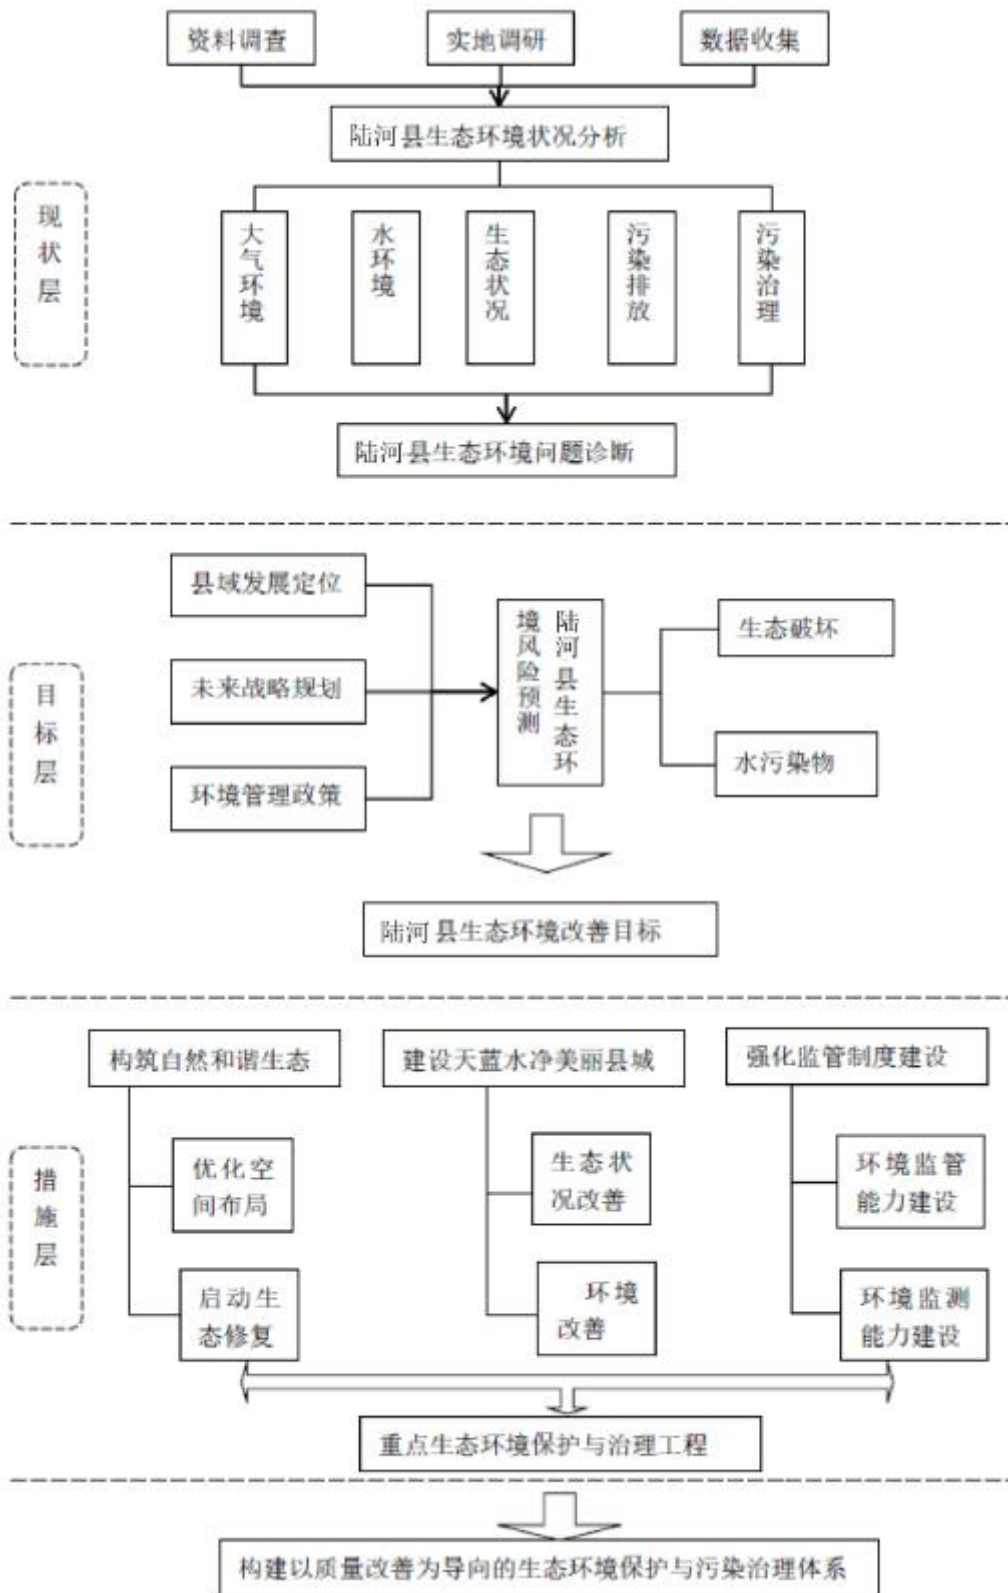 资料调查
实地调研
数据收集
陆河县生态环境状况分析
现状层
大气环境
水环境
生态状况
污染排放
污染治理
陆河县生态环境问题诊断
目标层
县域发展定位
未来战略规划
环境管理政策
陆河县生态环
境风险预测
生态破坏
水污染物
陆河县生态环境改善目标
措施层
构筑自然和谐生态
建设天蓝水净美丽县城
强化监管制度建设
优化空
间布局
生态状
况改善
环境监管
能力建设
启动生
态修复
环境
改善
环境监测
能力建设
重点生态环境保护与治理工程
构建以质量改善为导向的生态环境保护与污染治理体系